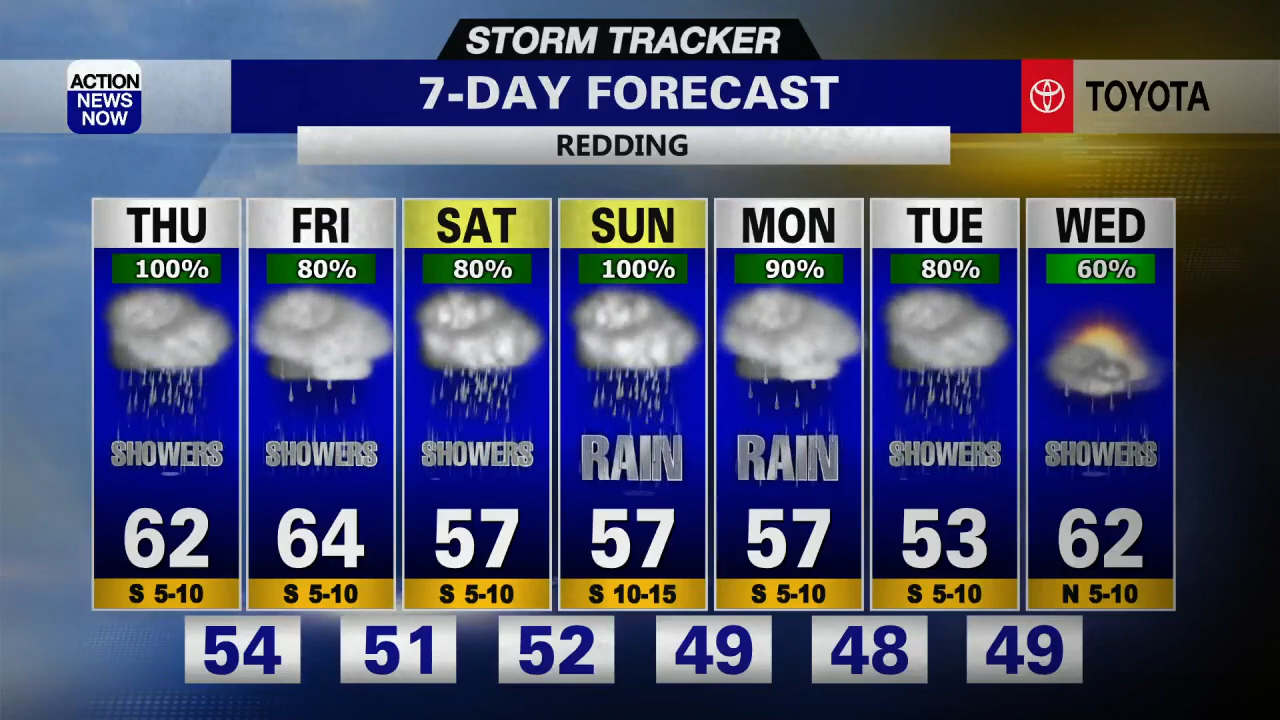 STORM TRACKER
ACTION
NEWS
NOW
7-DAY FORECAST
TOYOTA
REDDING
THU FRI SAT SUN MON TUE WED
100% 80% 80% 100% 90% 80% 60%
SHOWERS SHOWERS SHOWERS RAIN RAIN SHOWERS SHOWERS
62 64 57 57 57 53 62
S 5-10 S 5-10 S 5-10 S 10-15 S 5-10 S 5-10 N 5-10
54 51 52 49 48 49